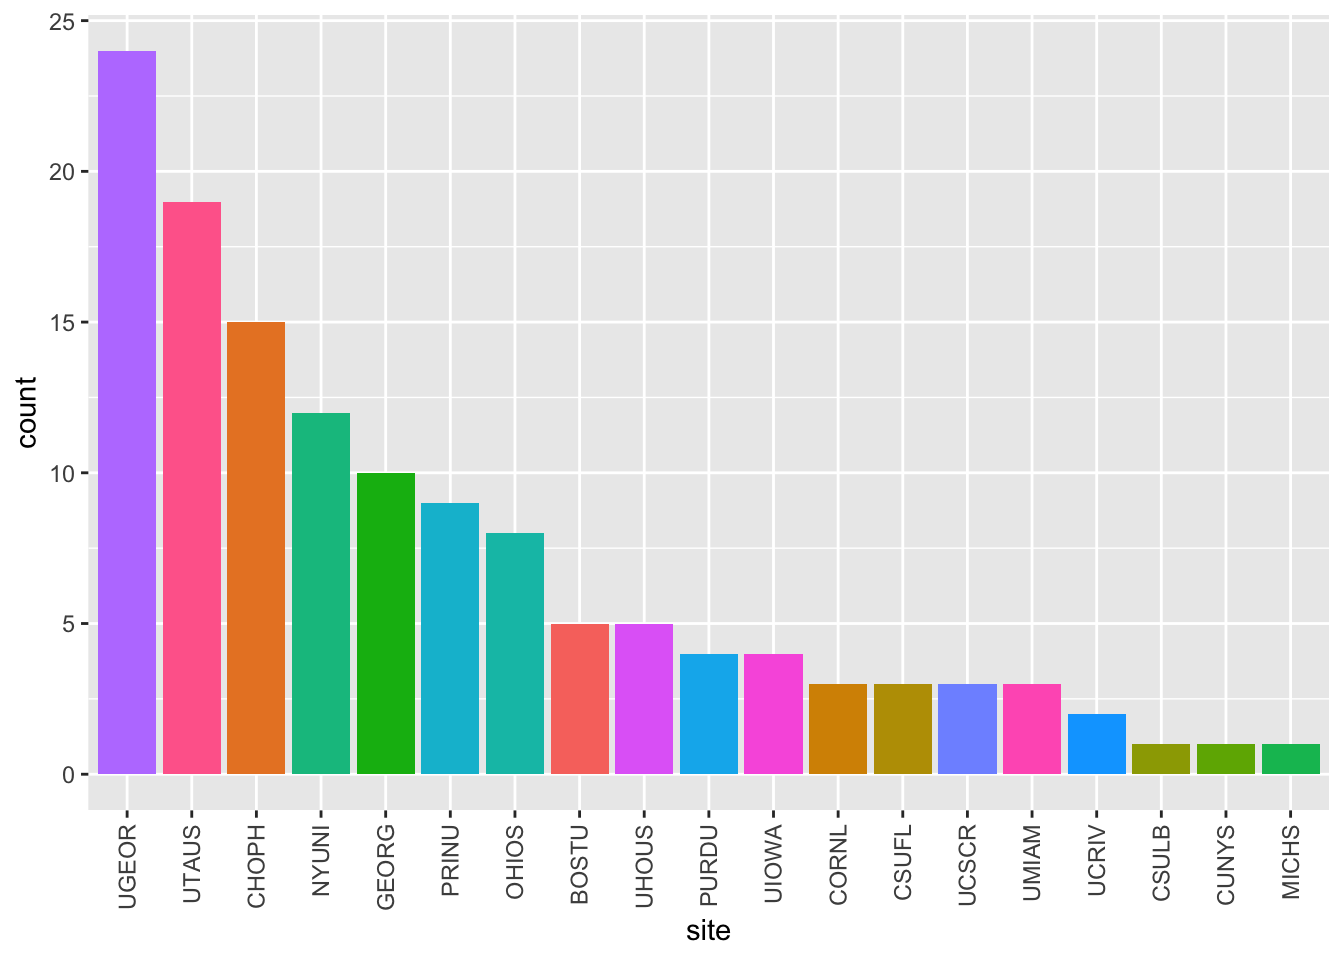 25
20
15
10
5
0
count
UGEOR
UTAUS
CHOPH
NYUNI
GEORG
PRINU
OHIOS
BOSTU
UHOUS
PURDU
UIOWA
CORNL
CSUFL
UCSCR
UMIAM
UCRIV
CSULB
CUNYS
MICHS
site